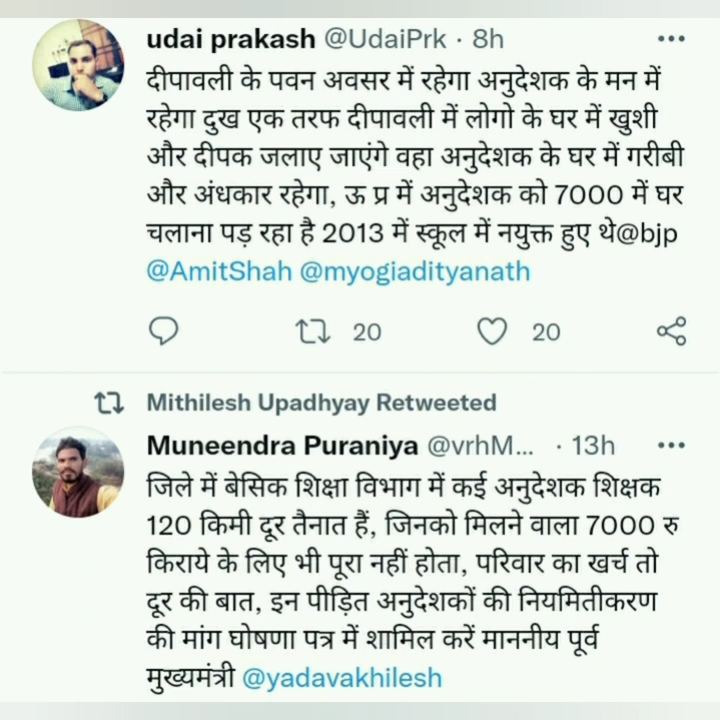 udai prakash @UdaiPrk · 8h
दीपावली के पवन अवसर में रहेगा अनुदेशक के मन में
रहेगा दुख एक तरफ दीपावली में लोगो के घर में खुशी
और दीपक जलाए जाएंगे वहा अनुदेशक के घर में गरीबी
और अंधकार रहेगा, ऊ प्र में अनुदेशक को 7000 में घर
चलाना पड़ रहा है 2013 में स्कूल में नयुक्त हुए थे@bjp
@AmitShah @myogiadityanath
20 20
Mithilesh Upadhyay Retweeted
Muneendra Puraniya @vrhM... · 13h
जिले में बेसिक शिक्षा विभाग में कई अनुदेशक शिक्षक
120 किमी दूर तैनात हैं, जिनको मिलने वाला 7000 रु
किराये के लिए भी पूरा नहीं होता, परिवार का खर्च तो
दूर की बात, इन पीड़ित अनुदेशकों की नियमितीकरण
की मांग घोषणा पत्र में शामिल करें माननीय पूर्व
मुख्यमंत्री @yadavakhilesh